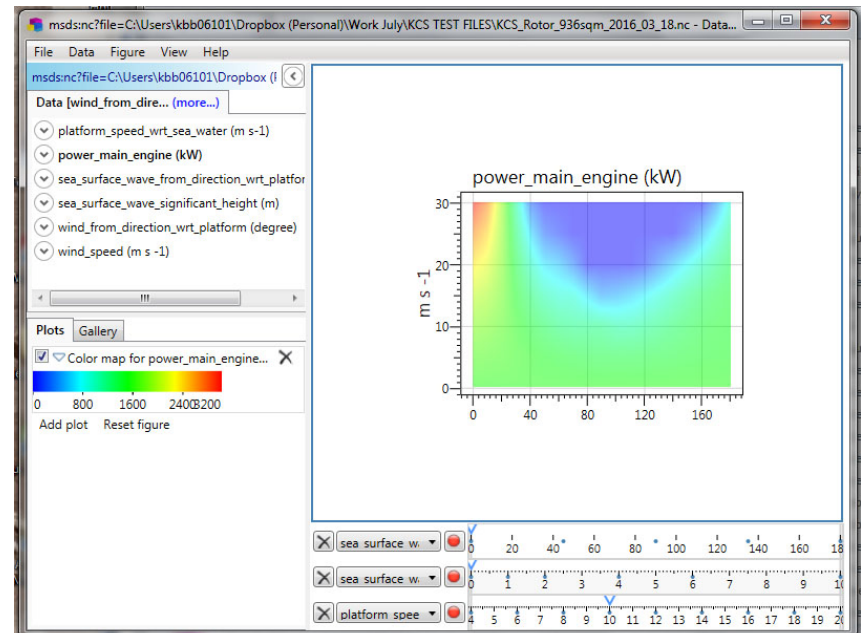 msds:nc?file=C:\Users\kbb06101\Dropbox (Personal)\Work July\KCS TEST FILES\KCS_Rotor_936sqm_2016_03_18.nc - Data...
File Data Figure View Help
msds:nc?file=C:\Users\kbb06101\Dropbox (
Data [wind_from_dire... (more...)
platform_speed_wrt_sea_water (m s-1)
power_main_engine (kW)
sea_surface_wave_from_direction_wrt_platfor
sea_surface_wave_significant_height (m)
wind_from_direction_wrt_platform (degree)
wind_speed (m s -1)
Plots Gallery
Color map for power_main_engine...
0 800 1600 2400 3200
Add plot Reset figure
power_main_engine (kW)
30
20
10
0
m s -1
0 40 80 120 160
sea surface w
0 20 40 60 80 100 120 140 160 18
sea surface w
0 1 2 3 4 5 6 7 8 9 10
platform spee
4 5 6 7 8 9 10 11 12 13 14 15 16 17 18 19 20